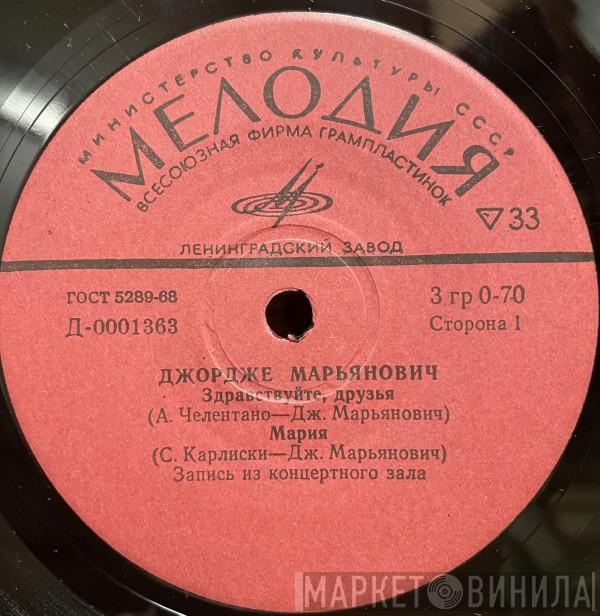 МИНИСТЕРСТВО КУЛЬТУРЫ СССР
МЕЛОДИЯ
ВСЕСОЮЗНАЯ ФИРМА ГРАМПЛАСТИНОК
33
ЛЕНИНГРАДСКИЙ ЗАВОД
ГОСТ 5289-68
3 гр 0-70
Д-0001363
Сторона 1
ДЖОРДЖЕ МАРЬЯНОВИЧ
Здравствуйте, друзья
(А. Челентано—Дж. Марьянович)
Мария
(С. Карлиски—Дж. Марьянович)
Запись из концертного зала
МАРКЕТ ВИНИЛА